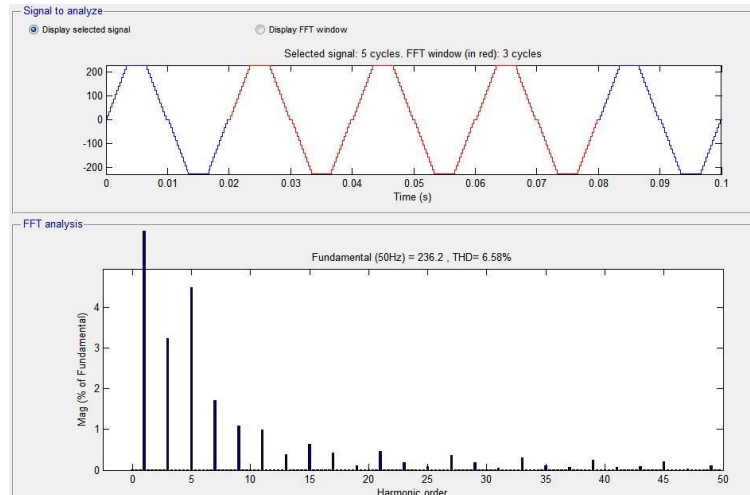 Signal to analyze
Display selected signal
Display FFT window
Selected signal: 5 cycles. FFT window (in red): 3 cycles
200
100
0
-100
-200
0 0.01 0.02 0.03 0.04 0.05 0.06 0.07 0.08 0.09 0.1
Time (s)
FFT analysis
Fundamental (50Hz) = 236.2 , THD= 6.58%
Mag (% of Fundamental)
4
3
2
1
0
0 5 10 15 20 25 30 35 40 45 50
Harmonic order